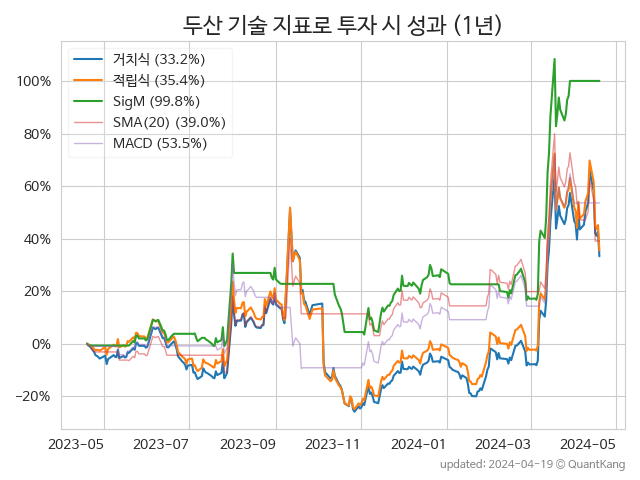 두산 기술 지표로 투자 시 성과 (1년)
거치식 (33.2%)
적립식 (35.4%)
SigM (99.8%)
SMA(20) (39.0%)
MACD (53.5%)
100%
80%
60%
40%
20%
0%
−20%
2023-05 2023-07 2023-09 2023-11 2024-01 2024-03 2024-05
updated: 2024-04-19 © QuantKang